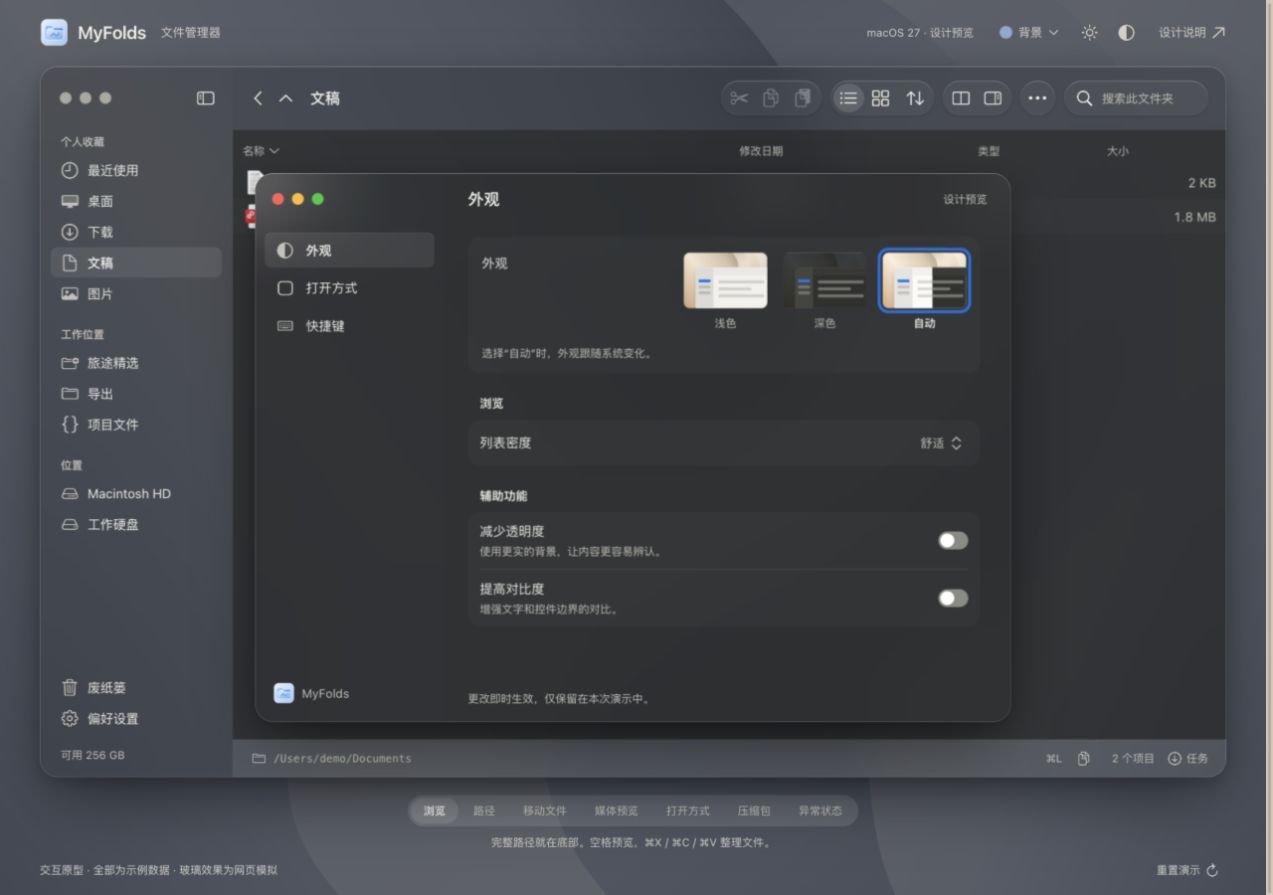 MyFolds 文件管理器
macOS 27 · 设计预览 背景 设计说明
文稿
搜索此文件夹
个人收藏
最近使用
桌面
下载
文稿
图片
工作位置
旅途精选
导出
项目文件
位置
Macintosh HD
工作硬盘
废纸篓
偏好设置
可用 256 GB
名称 修改日期 类型 大小
2 KB
1.8 MB
外观 设计预览
外观
打开方式
快捷键
MyFolds
外观
浅色 深色 自动
选择“自动”时，外观跟随系统变化。
浏览
列表密度 舒适
辅助功能
减少透明度
使用更实的背景，让内容更容易辨认。
提高对比度
增强文字和控件边界的对比。
更改即时生效，仅保留在本次演示中。
/Users/demo/Documents ⌘L 2 个项目 任务
浏览 路径 移动文件 媒体预览 打开方式 压缩包 异常状态
完整路径就在底部。空格预览，⌘X / ⌘C / ⌘V 整理文件。
交互原型 · 全部为示例数据 · 玻璃效果为网页模拟 重置演示